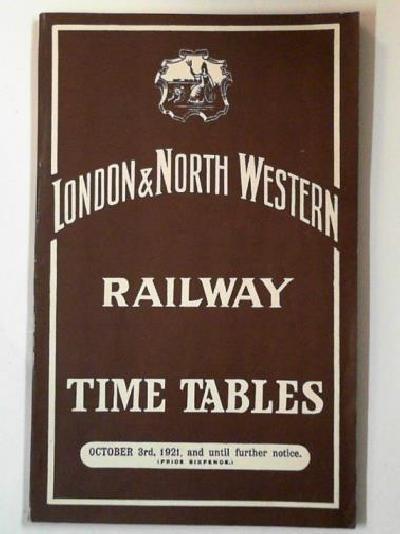 LONDON & NORTH WESTERN
RAILWAY
TIME TABLES
OCTOBER 3rd, 1921, and until further notice.
(PRICE SIXPENCE.)